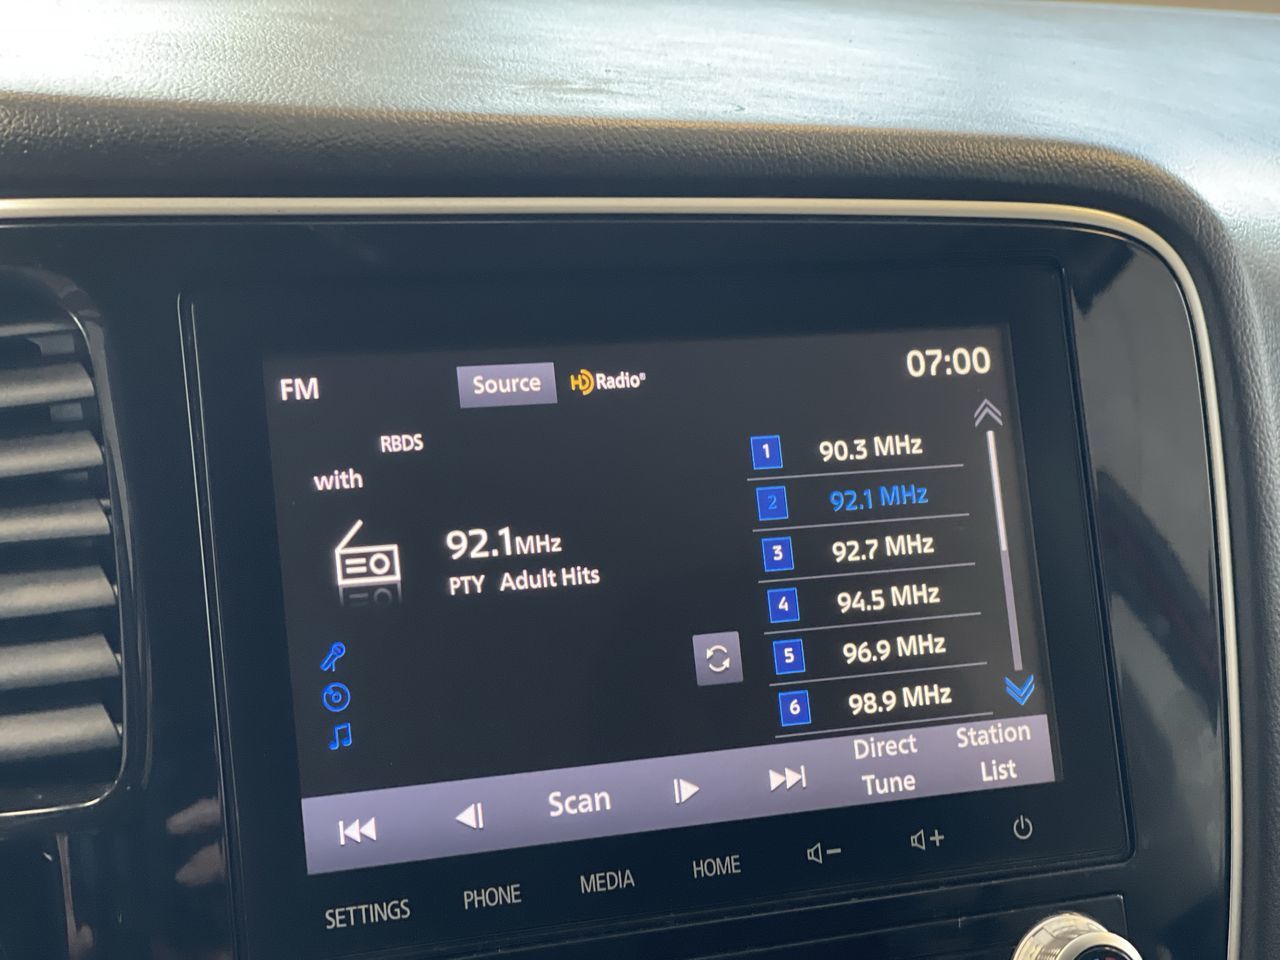 FM
Source
HD Radio®
07:00
RBDS
with
92.1MHz
PTY Adult Hits
1 90.3 MHz
2 92.1 MHz
3 92.7 MHz
4 94.5 MHz
5 96.9 MHz
6 98.9 MHz
Scan
Direct
Tune
Station
List
SETTINGS
PHONE
MEDIA
HOME